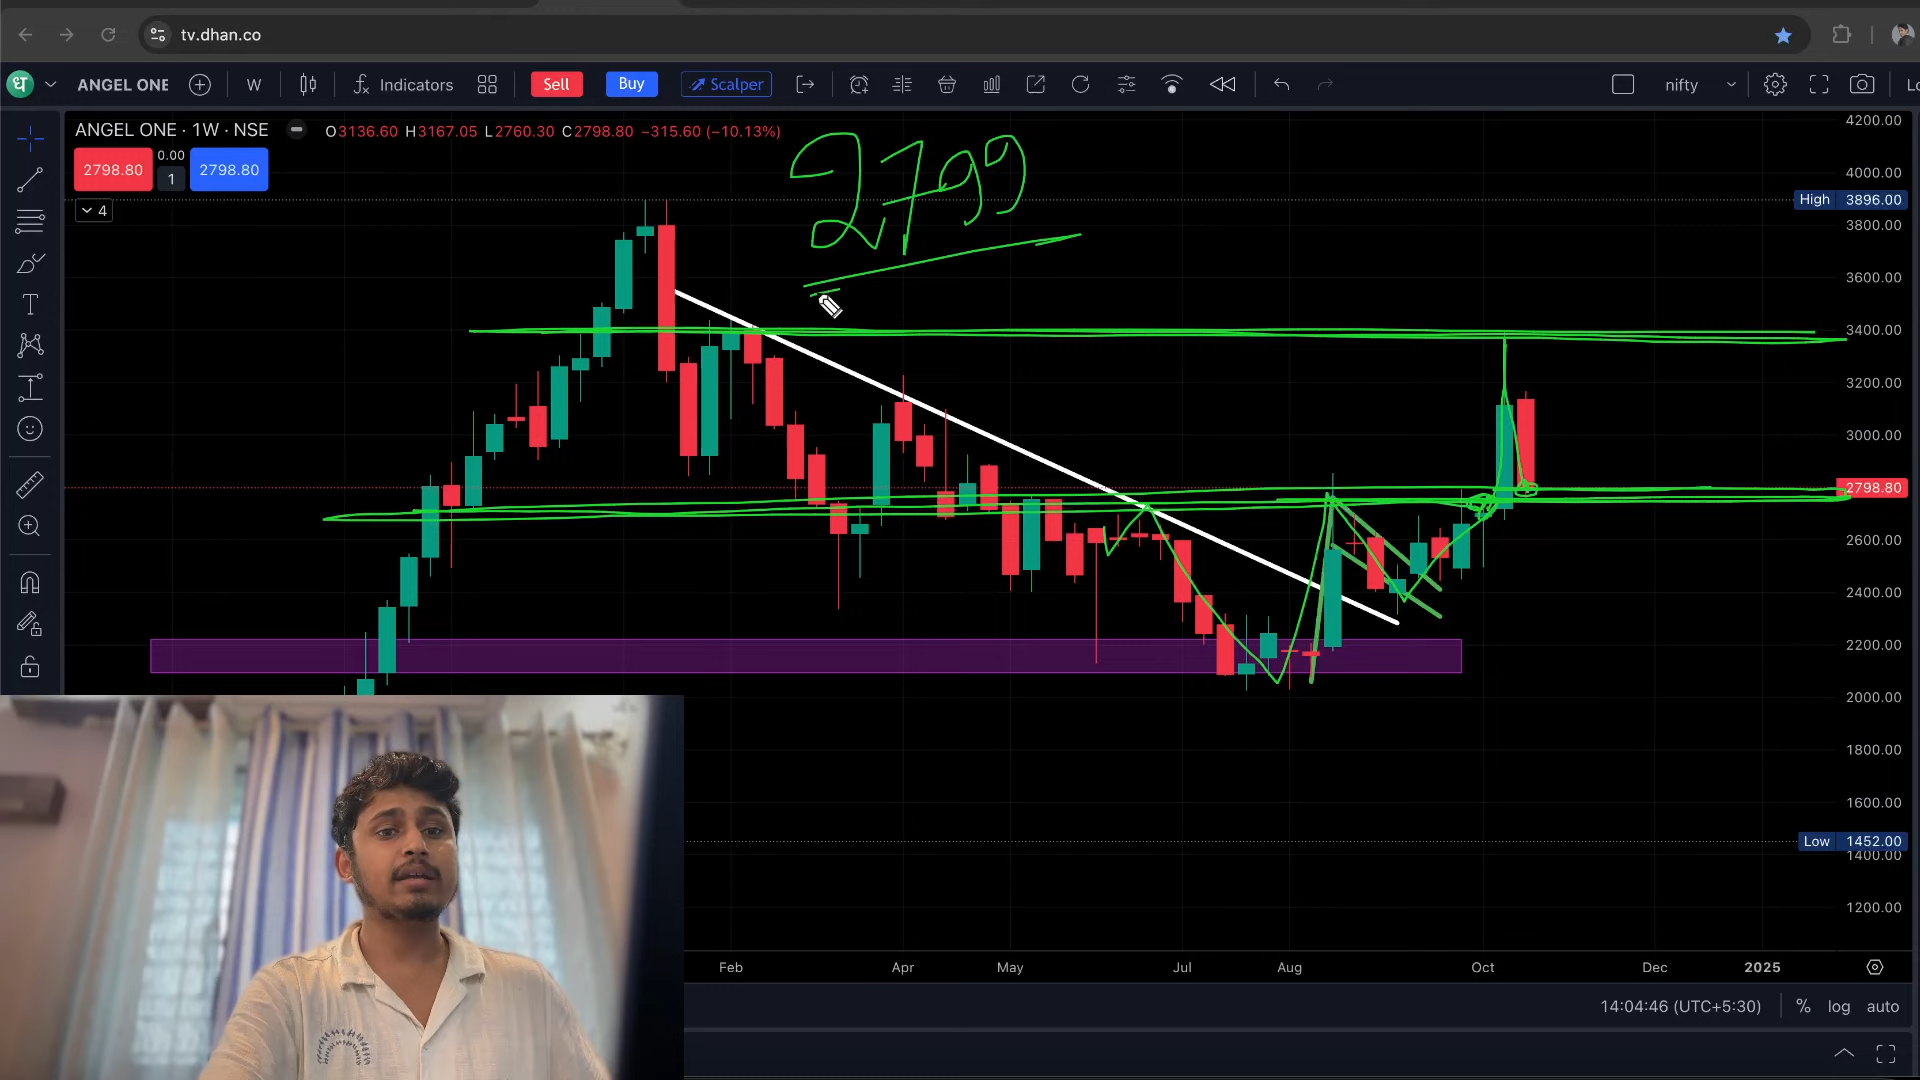 tv.dhan.co
ANGEL ONE W Indicators Sell Buy Scalper nifty
ANGEL ONE · 1W · NSE O3136.60 H3167.05 L2760.30 C2798.80 −315.60 (−10.13%)
2798.80 0.00 1 2798.80
4
2,799
4200.00
4000.00
High 3896.00
3800.00
3600.00
3400.00
3200.00
3000.00
2798.80
2600.00
2400.00
2200.00
2000.00
1800.00
1600.00
Low 1452.00
1400.00
1200.00
Feb Apr May Jul Aug Oct Dec 2025
14:04:46 (UTC+5:30) % log auto